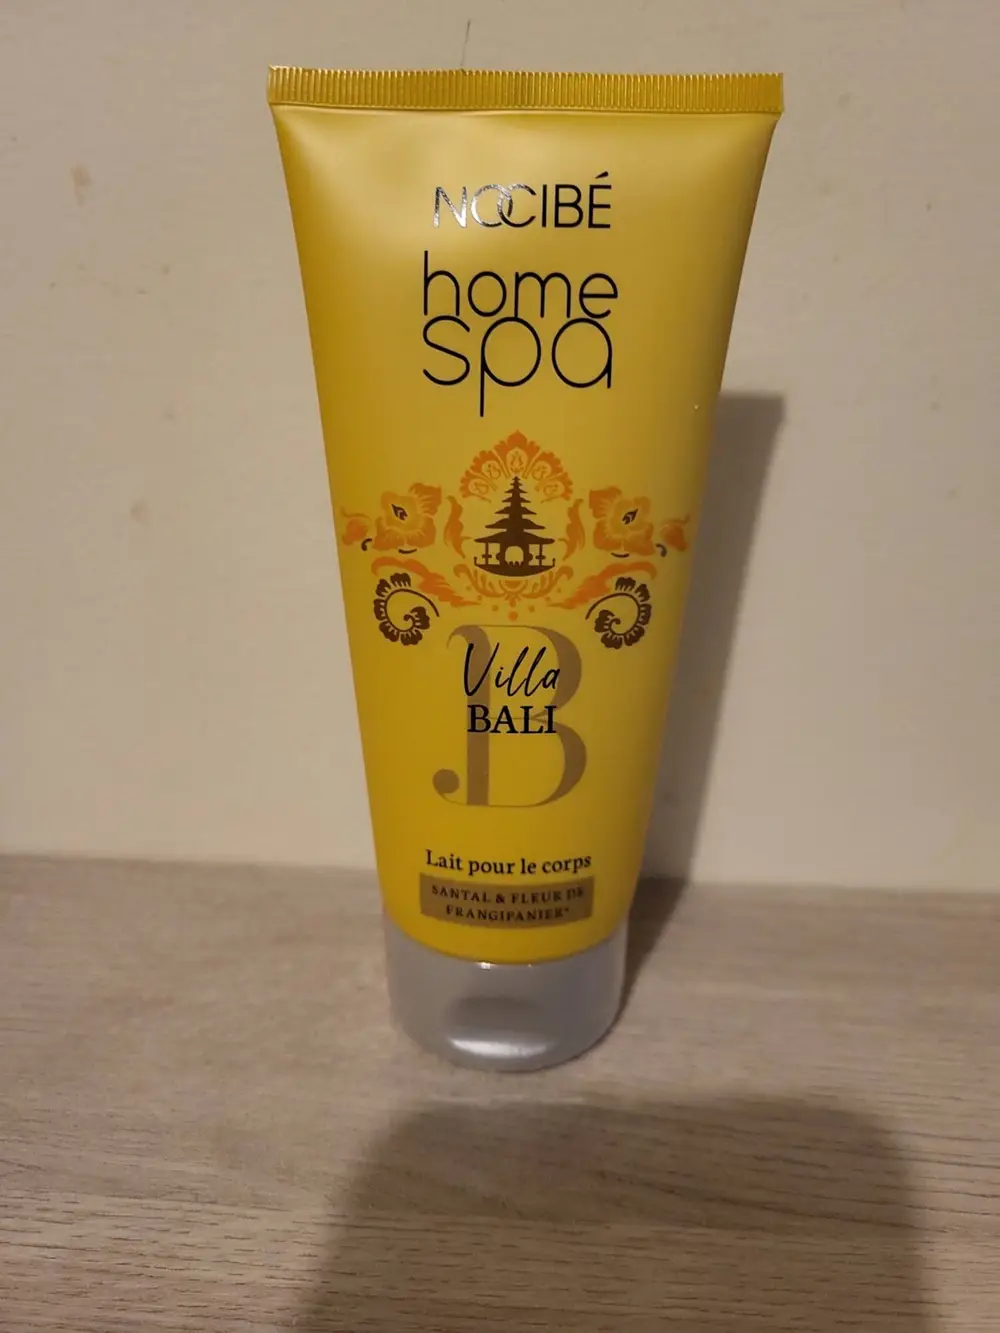 NOCIBÉ
home
spa
B
Villa
BALI
Lait pour le corps
SANTAL & FLEUR DE
FRANGIPANIER*